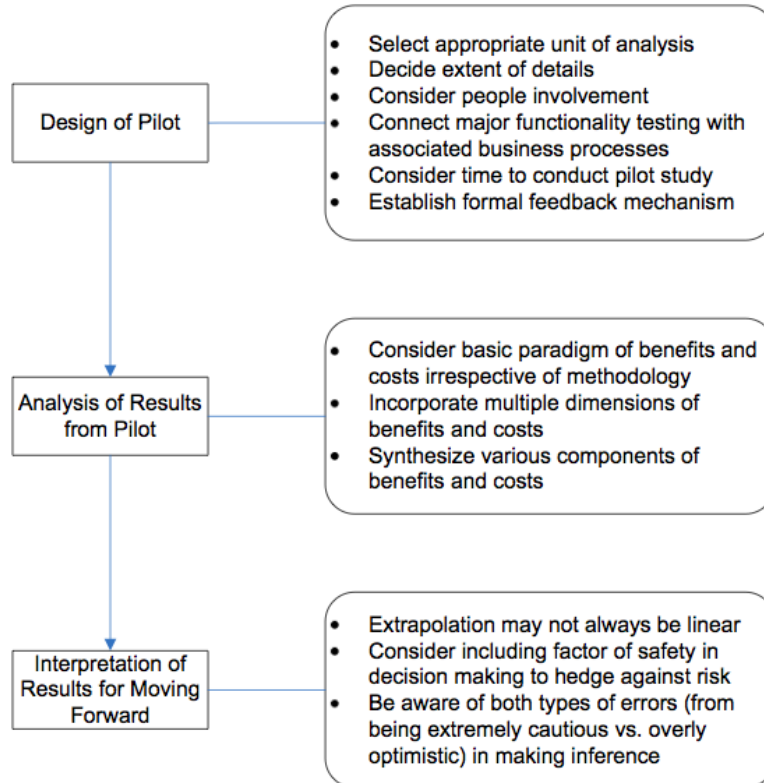 Design of Pilot
• Select appropriate unit of analysis
• Decide extent of details
• Consider people involvement
• Connect major functionality testing with
associated business processes
• Consider time to conduct pilot study
• Establish formal feedback mechanism
Analysis of Results
from Pilot
• Consider basic paradigm of benefits and
costs irrespective of methodology
• Incorporate multiple dimensions of
benefits and costs
• Synthesize various components of
benefits and costs
Interpretation of
Results for Moving
Forward
• Extrapolation may not always be linear
• Consider including factor of safety in
decision making to hedge against risk
• Be aware of both types of errors (from
being extremely cautious vs. overly
optimistic) in making inference